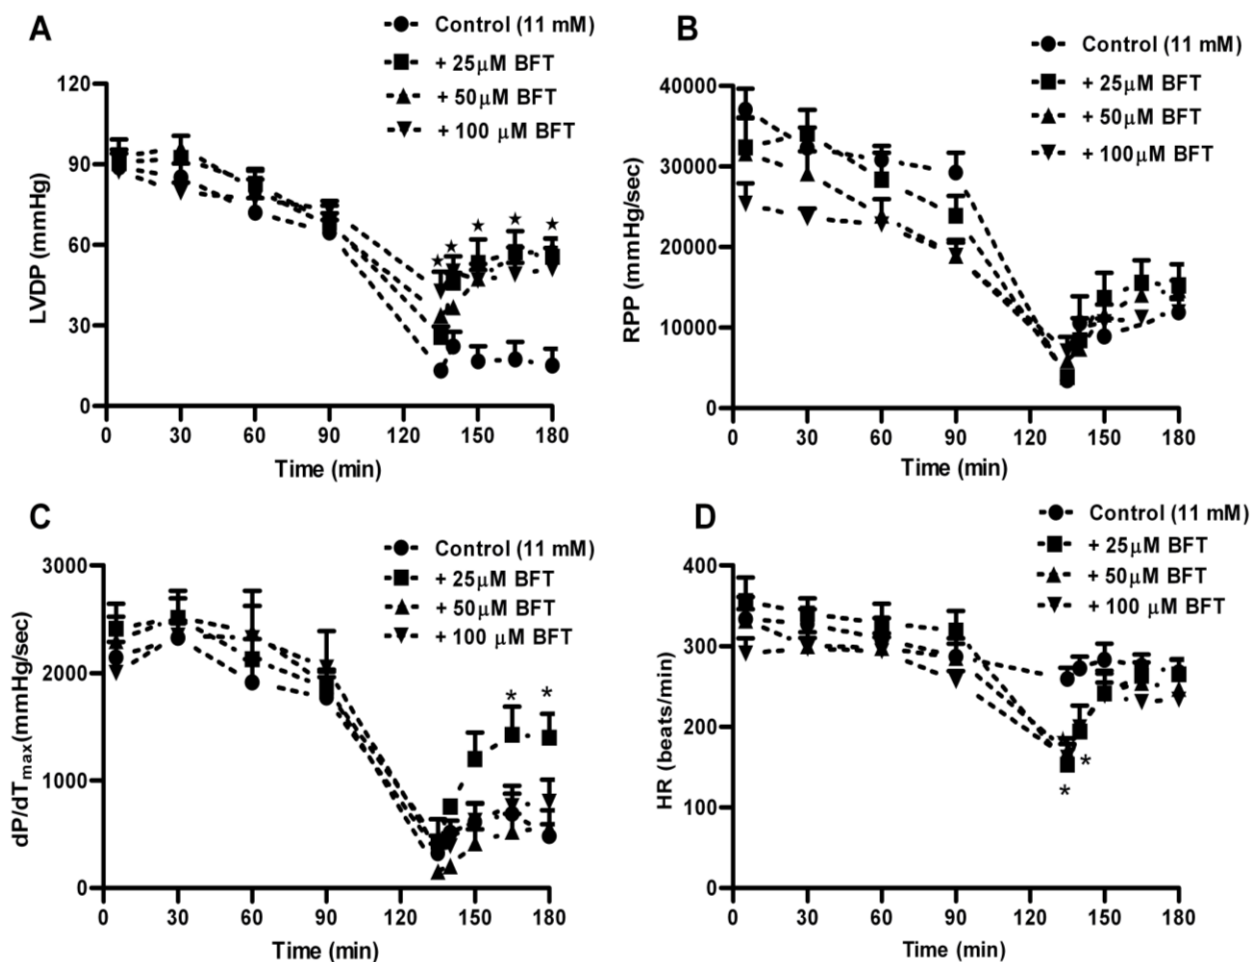 A
Control (11 mM)
+ 25μM BFT
+ 50μM BFT
+ 100 μM BFT
120
90
60
30
0
LVDP (mmHg)
0 30 60 90 120 150 180
Time (min)
B
Control (11 mM)
+ 25μM BFT
+ 50μM BFT
+ 100μM BFT
40000
30000
20000
10000
0
RPP (mmHg/sec)
0 30 60 90 120 150 180
Time (min)
C
Control (11 mM)
+ 25μM BFT
+ 50μM BFT
+ 100 μM BFT
3000
2000
1000
0
dP/dTmax(mmHg/sec)
* *
0 30 60 90 120 150 180
Time (min)
D
Control (11 mM)
+ 25μM BFT
+ 50μM BFT
+ 100 μM BFT
400
300
200
100
0
HR (beats/min)
*
*
0 30 60 90 120 150 180
Time (min)